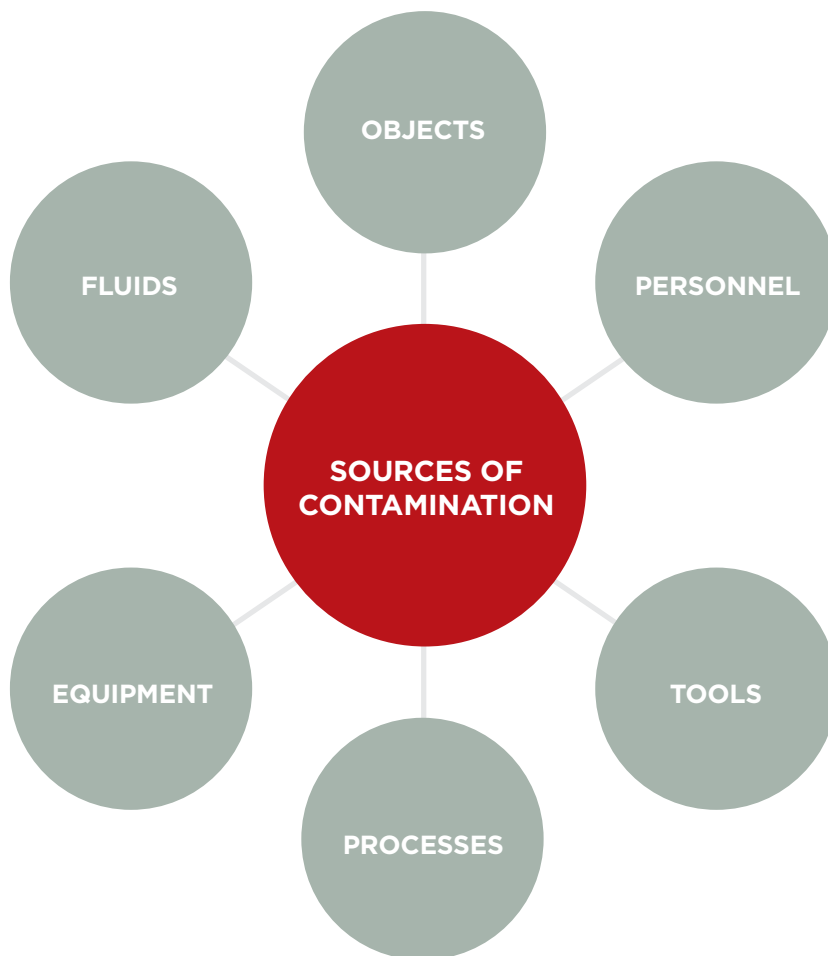 OBJECTS
FLUIDS
PERSONNEL
SOURCES OF
CONTAMINATION
EQUIPMENT
TOOLS
PROCESSES